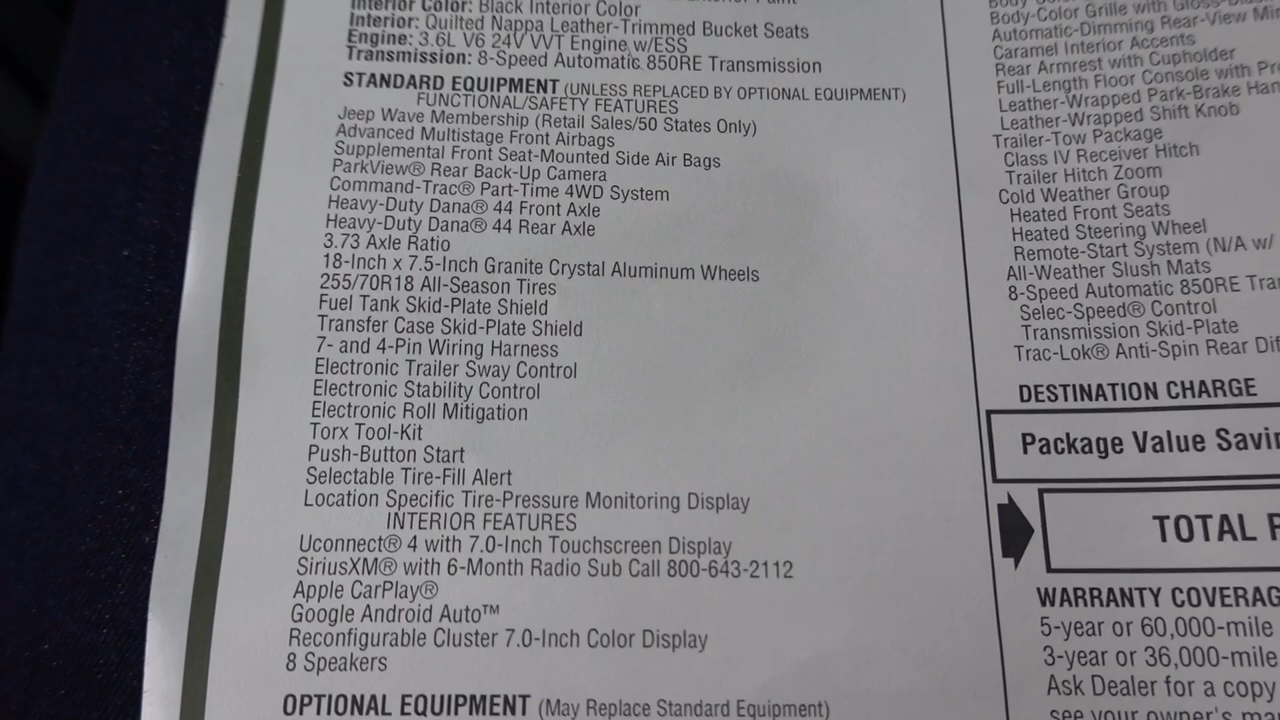 Interior Color: Black Interior Color
Interior: Quilted Nappa Leather-Trimmed Bucket Seats
Engine: 3.6L V6 24V VVT Engine w/ESS
Transmission: 8-Speed Automatic 850RE Transmission
STANDARD EQUIPMENT (UNLESS REPLACED BY OPTIONAL EQUIPMENT)
FUNCTIONAL/SAFETY FEATURES
Jeep Wave Membership (Retail Sales/50 States Only)
Advanced Multistage Front Airbags
Supplemental Front Seat-Mounted Side Air Bags
ParkView® Rear Back-Up Camera
Command-Trac® Part-Time 4WD System
Heavy-Duty Dana® 44 Front Axle
Heavy-Duty Dana® 44 Rear Axle
3.73 Axle Ratio
18-Inch x 7.5-Inch Granite Crystal Aluminum Wheels
255/70R18 All-Season Tires
Fuel Tank Skid-Plate Shield
Transfer Case Skid-Plate Shield
7- and 4-Pin Wiring Harness
Electronic Trailer Sway Control
Electronic Stability Control
Electronic Roll Mitigation
Torx Tool-Kit
Push-Button Start
Selectable Tire-Fill Alert
Location Specific Tire-Pressure Monitoring Display
INTERIOR FEATURES
Uconnect® 4 with 7.0-Inch Touchscreen Display
SiriusXM® with 6-Month Radio Sub Call 800-643-2112
Apple CarPlay®
Google Android Auto™
Reconfigurable Cluster 7.0-Inch Color Display
8 Speakers
OPTIONAL EQUIPMENT (May Replace Standard Equipment)
Body-Color Grille with
Automatic-Dimming Rear-View
Caramel Interior Accents
Rear Armrest with Cupholder
Full-Length Floor Console with
Leather-Wrapped Park-Brake
Leather-Wrapped Shift Knob
Trailer-Tow Package
Class IV Receiver Hitch
Trailer Hitch Zoom
Cold Weather Group
Heated Front Seats
Heated Steering Wheel
Remote-Start System (N/A w/
All-Weather Slush Mats
8-Speed Automatic 850RE
Selec-Speed® Control
Transmission Skid-Plate
Trac-Lok® Anti-Spin Rear
DESTINATION CHARGE
Package Value
TOTAL
WARRANTY
5-year or 60,000-mile
3-year or 36,000-mile
Ask Dealer for a copy
see your owner's